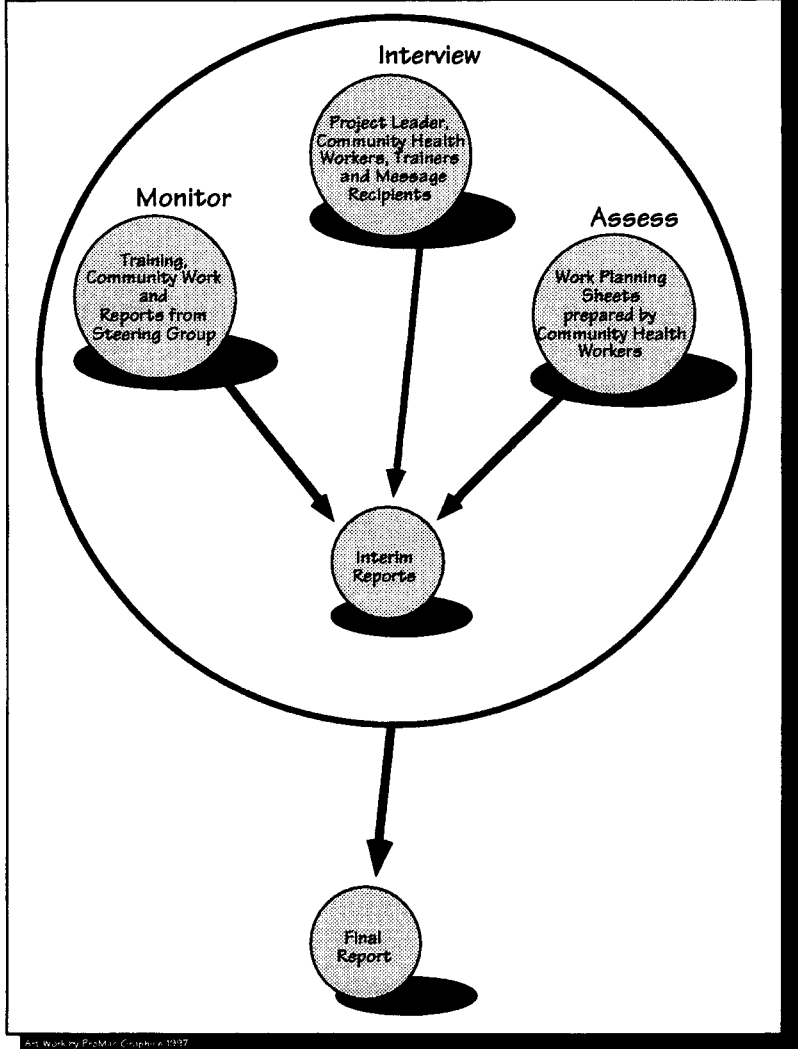 Interview
Project Leader,
Community Health
Workers, Trainers
and Message
Recipients
Monitor
Training,
Community Work
and
Reports from
Steering Group
Assess
Work Planning
Sheets
prepared by
Community Health
Workers
Interim
Reports
Final
Report
Art Work by ProMac Graphics 1997